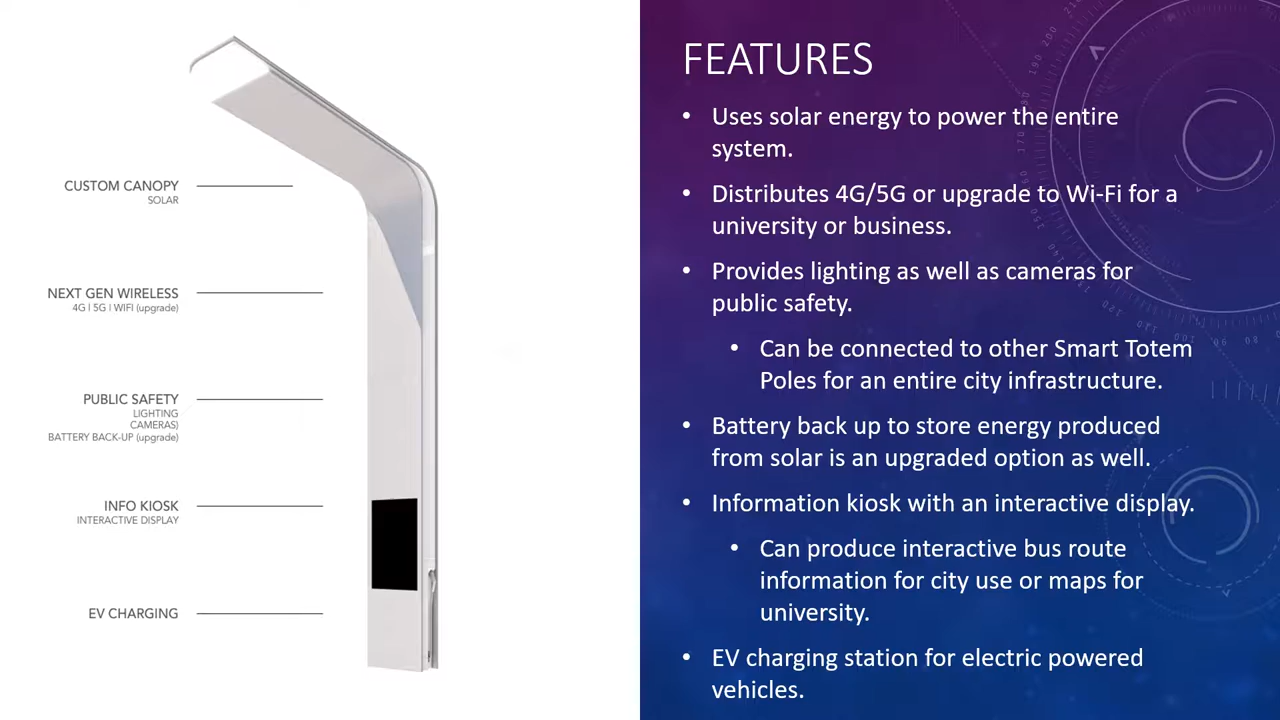 CUSTOM CANOPY
SOLAR
NEXT GEN WIRELESS
4G | 5G | WIFI (upgrade)
PUBLIC SAFETY
LIGHTING
CAMERAS)
BATTERY BACK-UP (upgrade)
INFO KIOSK
INTERACTIVE DISPLAY
EV CHARGING
FEATURES
• Uses solar energy to power the entire
system.
• Distributes 4G/5G or upgrade to Wi-Fi for a
university or business.
• Provides lighting as well as cameras for
public safety.
• Can be connected to other Smart Totem
Poles for an entire city infrastructure.
• Battery back up to store energy produced
from solar is an upgraded option as well.
• Information kiosk with an interactive display.
• Can produce interactive bus route
information for city use or maps for
university.
• EV charging station for electric powered
vehicles.